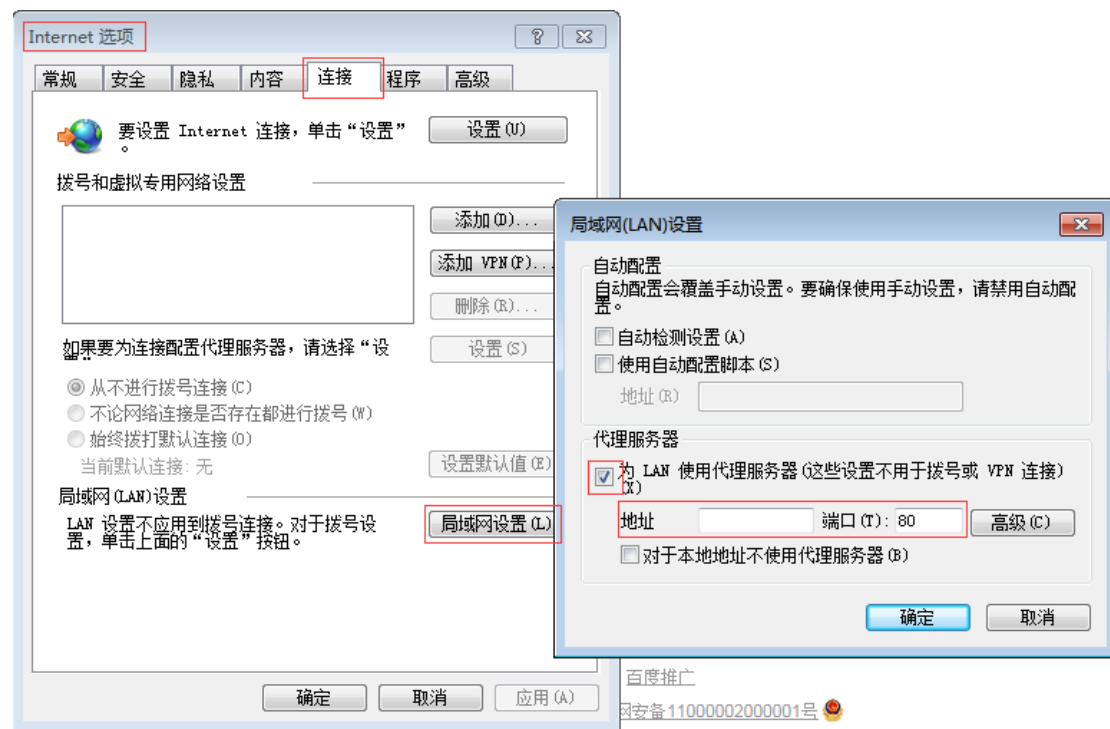 Internet 选项
常规 安全 隐私 内容 连接 程序 高级
要设置 Internet 连接，单击“设置”
。
设置(U)
拨号和虚拟专用网络设置
添加(D)...
添加 VPN(P)...
删除(R)...
如果要为连接配置代理服务器，请选择“设
设置(S)
从不进行拨号连接(C)
不论网络连接是否存在都进行拨号(W)
始终拨打默认连接(O)
当前默认连接: 无
设置默认值(E)
局域网(LAN)设置
LAN 设置不应用到拨号连接。对于拨号设
置，单击上面的“设置”按钮。
局域网设置(L)
确定 取消 应用(A)
局域网(LAN)设置
自动配置
自动配置会覆盖手动设置。要确保使用手动设置，请禁用自动配
置。
自动检测设置(A)
使用自动配置脚本(S)
地址(R)
代理服务器
为 LAN 使用代理服务器(这些设置不用于拨号或 VPN 连接)
(X)
地址 端口(T): 80 高级(C)
对于本地地址不使用代理服务器(B)
确定 取消
百度推广
网安备11000002000001号